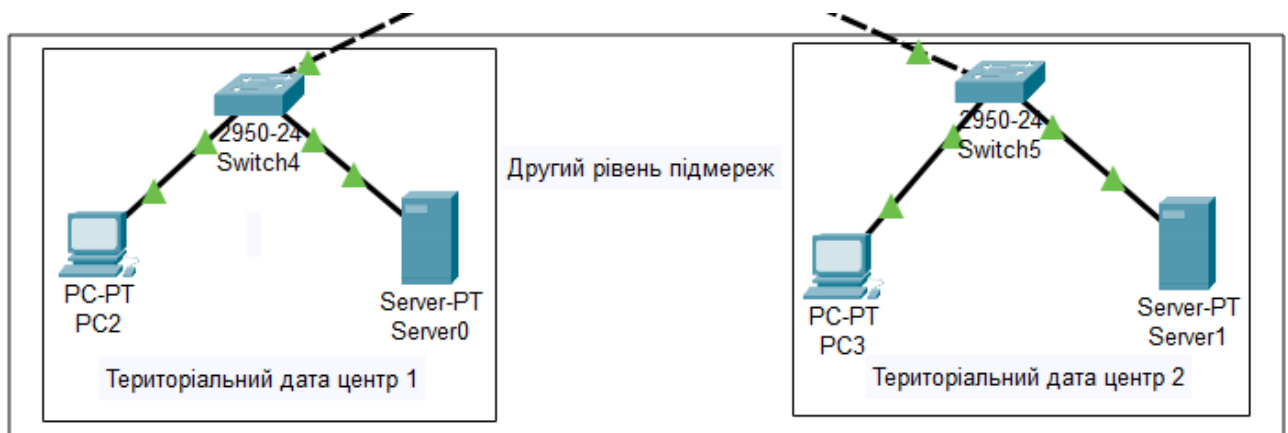 2950-24
Switch4
PC-PT
PC2
Server-PT
Server0
Територіальний дата центр 1
Другий рівень підмереж
2950-24
Switch5
PC-PT
PC3
Server-PT
Server1
Територіальний дата центр 2